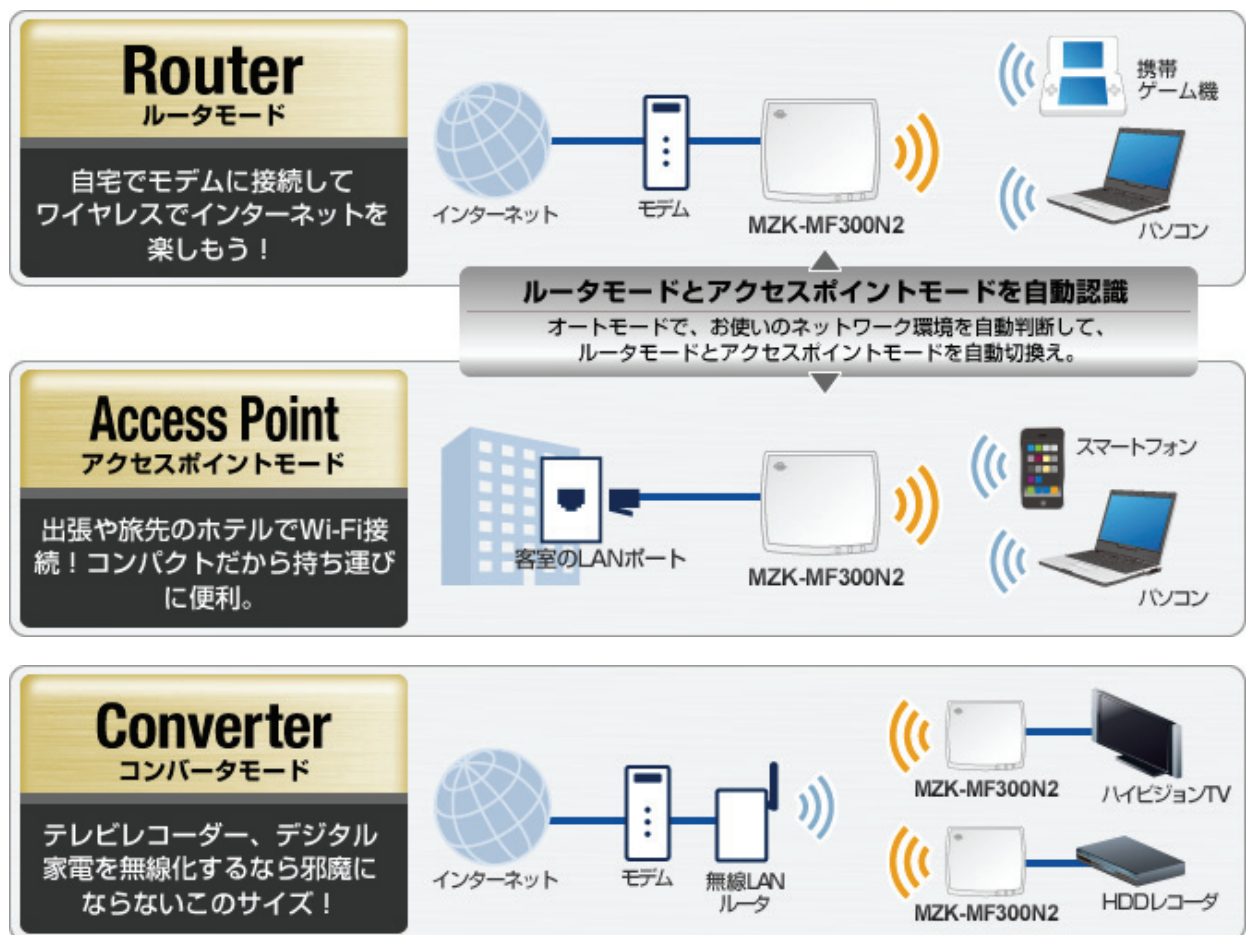 Router
ルータモード
自宅でモデムに接続して
ワイヤレスでインターネットを
楽しもう！
インターネット
モデム
MZK-MF300N2
携帯
ゲーム機
パソコン
ルータモードとアクセスポイントモードを自動認識
オートモードで、お使いのネットワーク環境を自動判断して、
ルータモードとアクセスポイントモードを自動切換え。
Access Point
アクセスポイントモード
出張や旅先のホテルでWi-Fi接
続！コンパクトだから持ち運び
に便利。
客室のLANポート
MZK-MF300N2
スマートフォン
パソコン
Converter
コンバータモード
テレビレコーダー、デジタル
家電を無線化するなら邪魔に
ならないこのサイズ！
インターネット
モデム
無線LAN
ルータ
MZK-MF300N2
ハイビジョンTV
MZK-MF300N2
HDDレコーダ